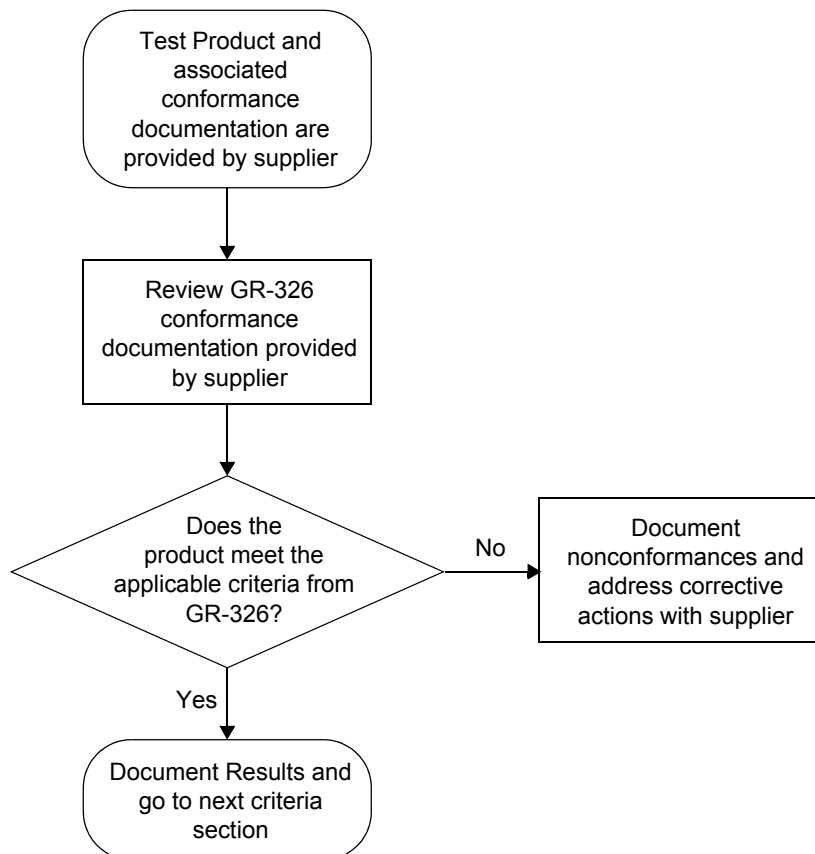 Test Product and
associated
conformance
documentation are
provided by supplier
Review GR-326
conformance
documentation provided
by supplier
Does the
product meet the
applicable criteria from
GR-326?
No
Document
nonconformances and
address corrective
actions with supplier
Yes
Document Results and
go to next criteria
section